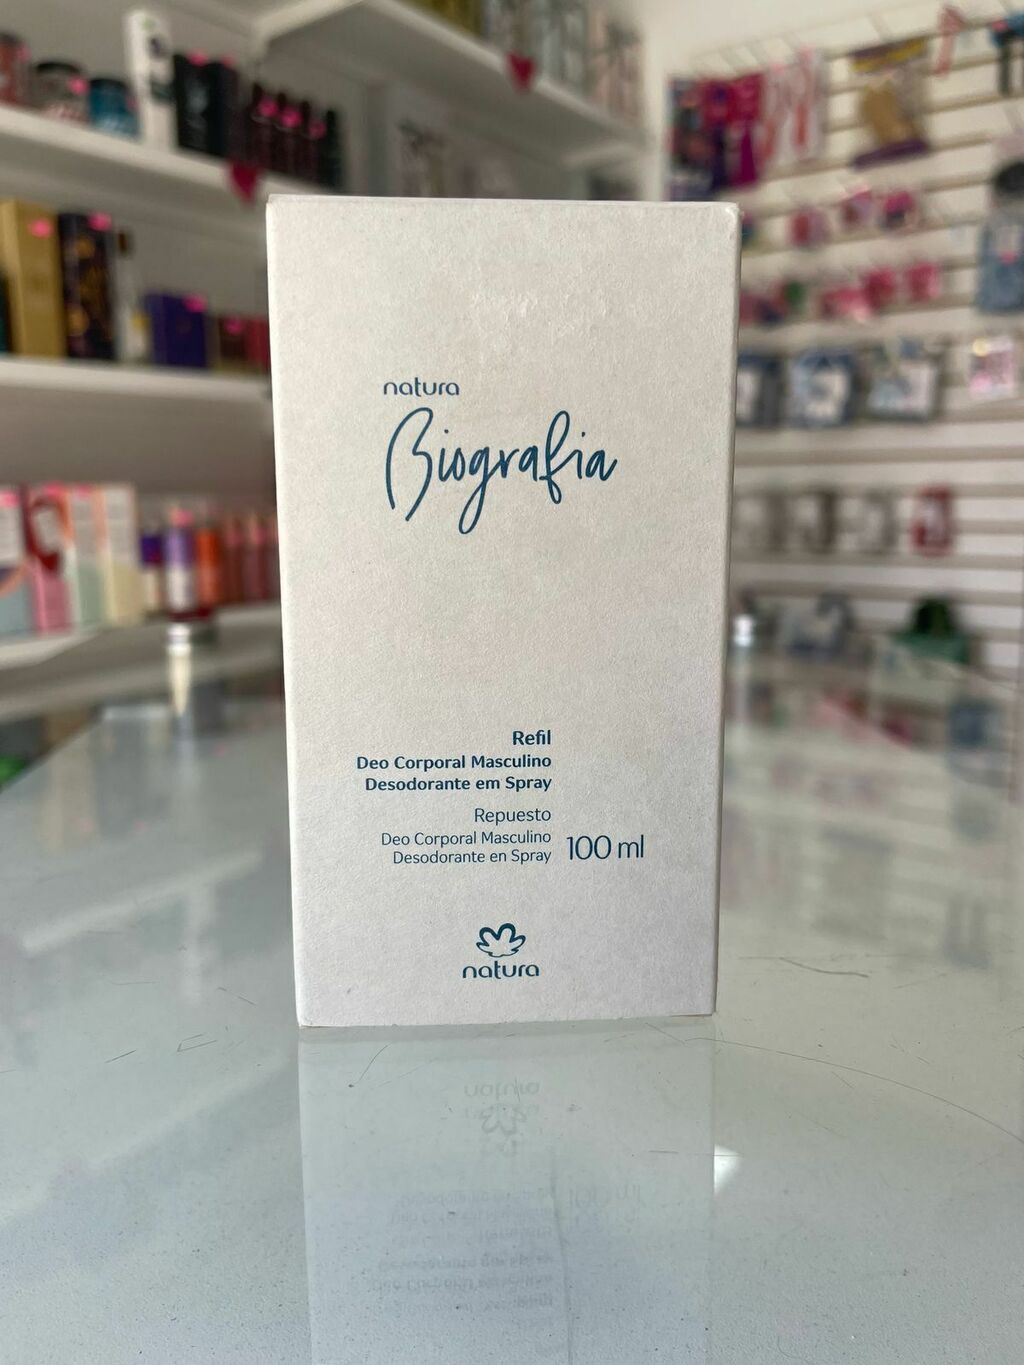 natura
Biografia
Refil
Deo Corporal Masculino
Desodorante em Spray
Repuesto
Deo Corporal Masculino
Desodorante en Spray
100 ml
natura